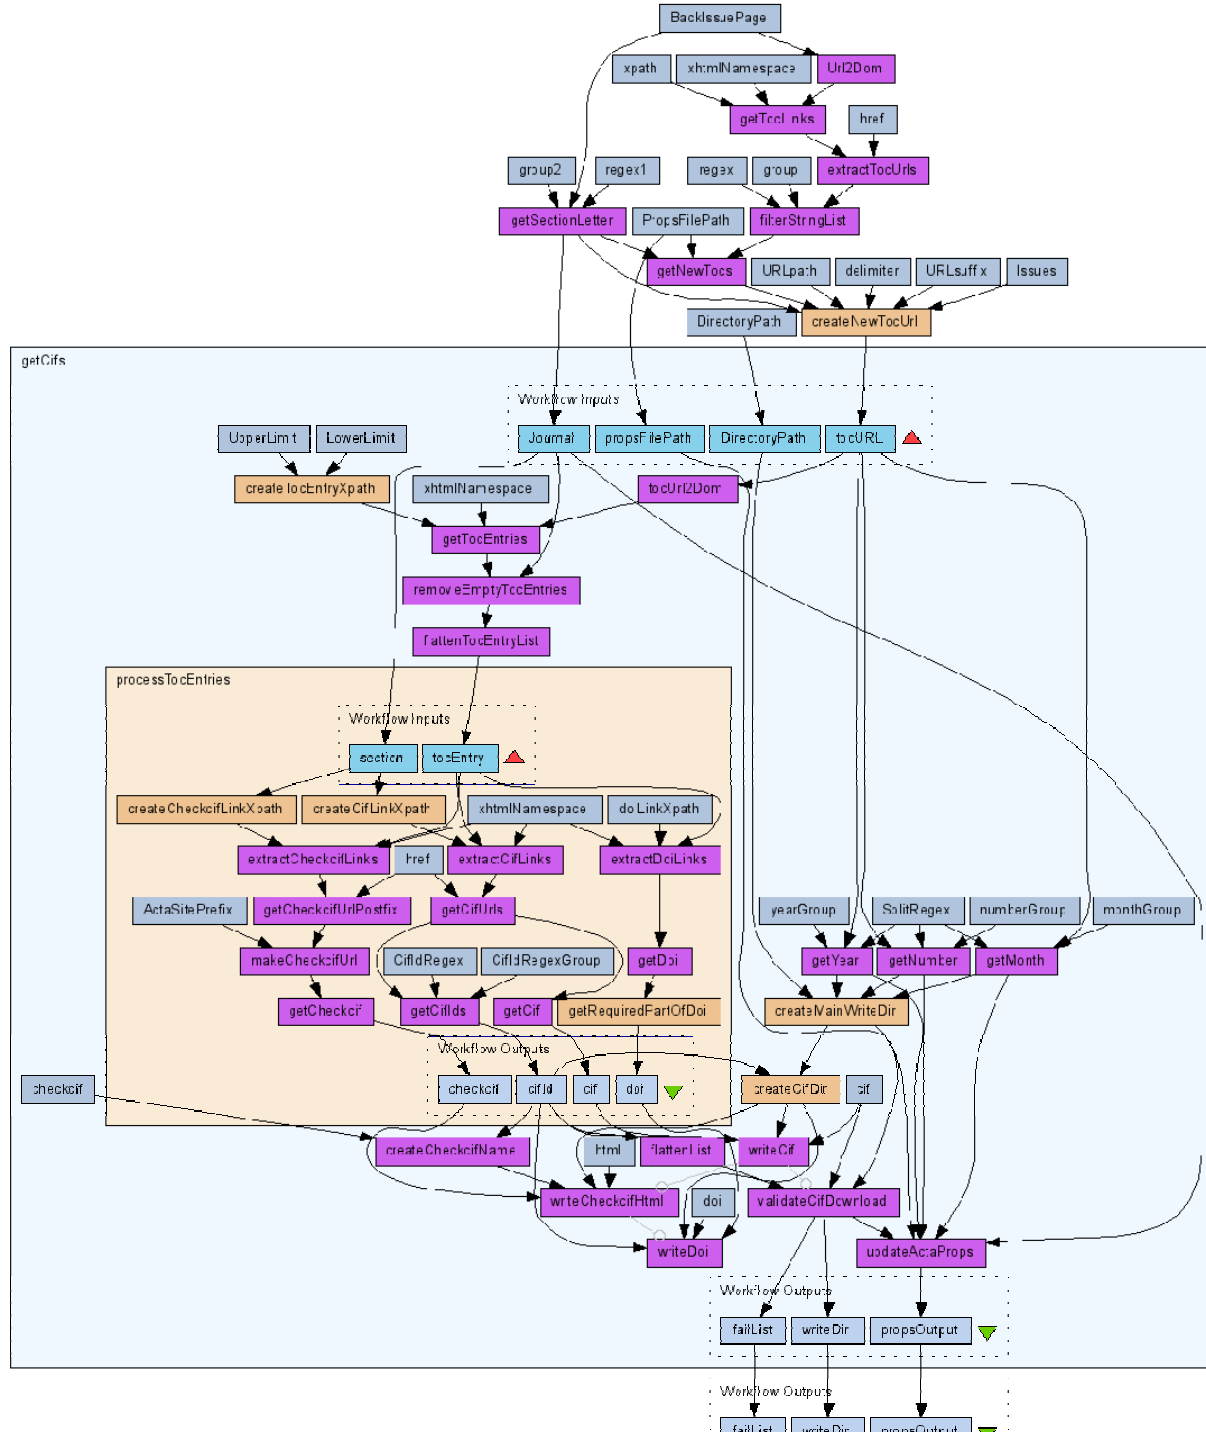 BackIssuePage
xpath xhtmlNamespace Url2Dom
getTocLinks href
group2 regex1 regex group extractTocUrls
getSectionLetter PropsFilePath filterStringList
getNewTocs URLpath delimiter URLsuffix Issues
DirectoryPath createNewTocUrl
getCifs
Workflow Inputs
UpperLimit LowerLimit Journal propsFilePath DirectoryPath tocURL
createTocEntryXpath xhtmlNamespace tocUrl2Dom
getTocEntries
removeEmptyTocEntries
flattenTocEntryList
processTocEntries
Workflow Inputs
section tocEntry
createCheckcifLinkXpath createCifLinkXpath xhtmlNamespace doiLinkXpath
extractCheckcifLinks href extractCifLinks extractDoiLinks
ActaSitePrefix getCheckcifUrlPostfix getCifUrls yearGroup SplitRegex numberGroup monthGroup
makeCheckcifUrl CifIdRegex CifIdRegexGroup getDoi getYear getNumber getMonth
getCheckcif getCifIds getCif getRequiredPartOfDoi createMainWriteDir
Workflow Outputs
checkcif checkcif cifId cif doi createCifDir cif
createCheckcifName html flattenList writeCif
writeCheckcifHtml doi validateCifDownload
writeDoi updateActaProps
Workflow Outputs
failList writeDir propsOutput
Workflow Outputs
failList writeDir propsOutput